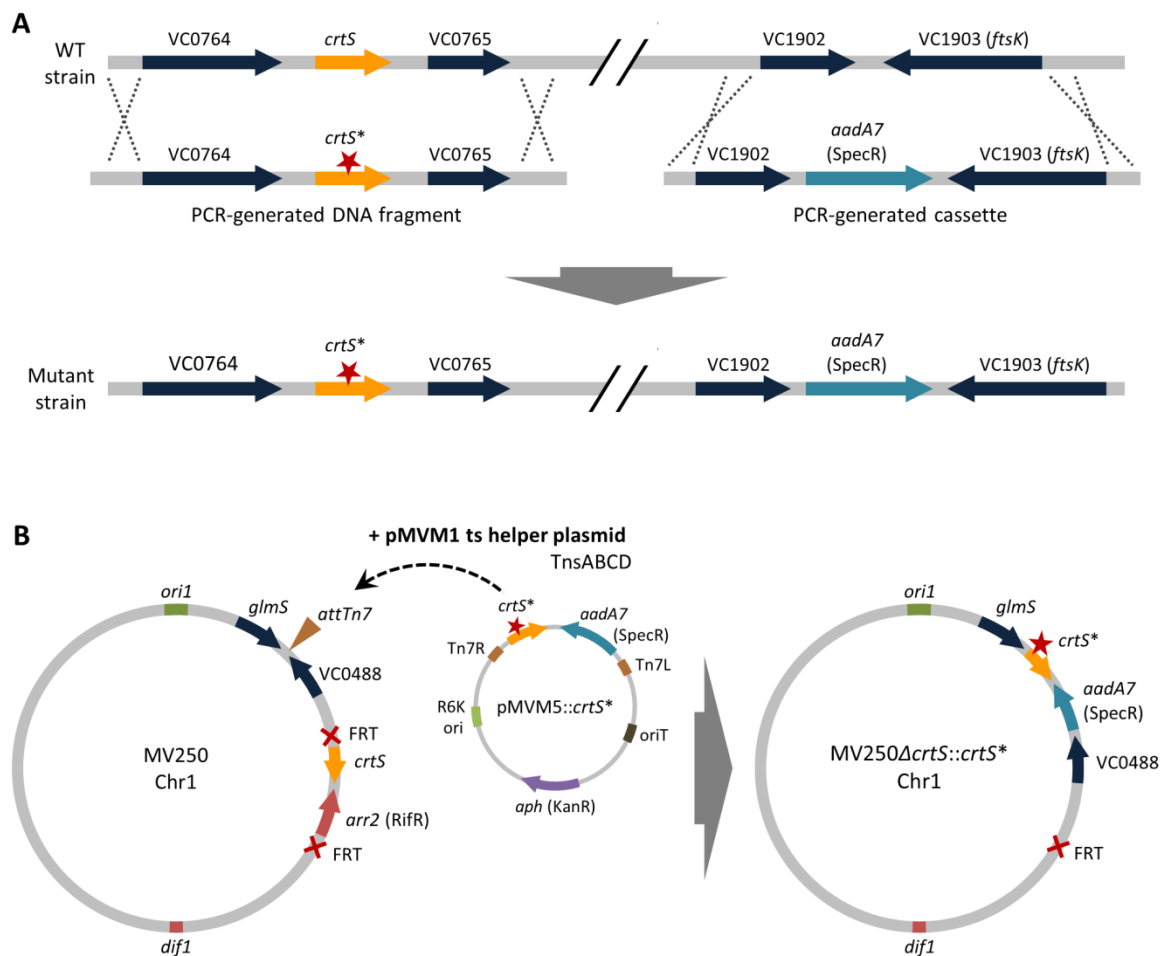 A
WT
strain
VC0764
crtS
VC0765
VC1902
VC1903 (ftsK)
crtS*
VC0764
VC0765
aadA7
(SpecR)
VC1902
VC1903 (ftsK)
PCR-generated DNA fragment
PCR-generated cassette
Mutant
strain
VC0764
crtS*
VC0765
VC1902
aadA7
(SpecR)
VC1903 (ftsK)
B
+ pMVM1 ts helper plasmid
TnsABCD
ori1
glmS
attTn7
VC0488
FRT
crtS
arr2 (RifR)
FRT
dif1
MV250
Chr1
crtS*
aadA7
(SpecR)
Tn7R
Tn7L
R6K
ori
pMVM5::crtS*
oriT
aph (KanR)
ori1
glmS
crtS*
aadA7
(SpecR)
VC0488
FRT
dif1
MV250ΔcrtS::crtS*
Chr1